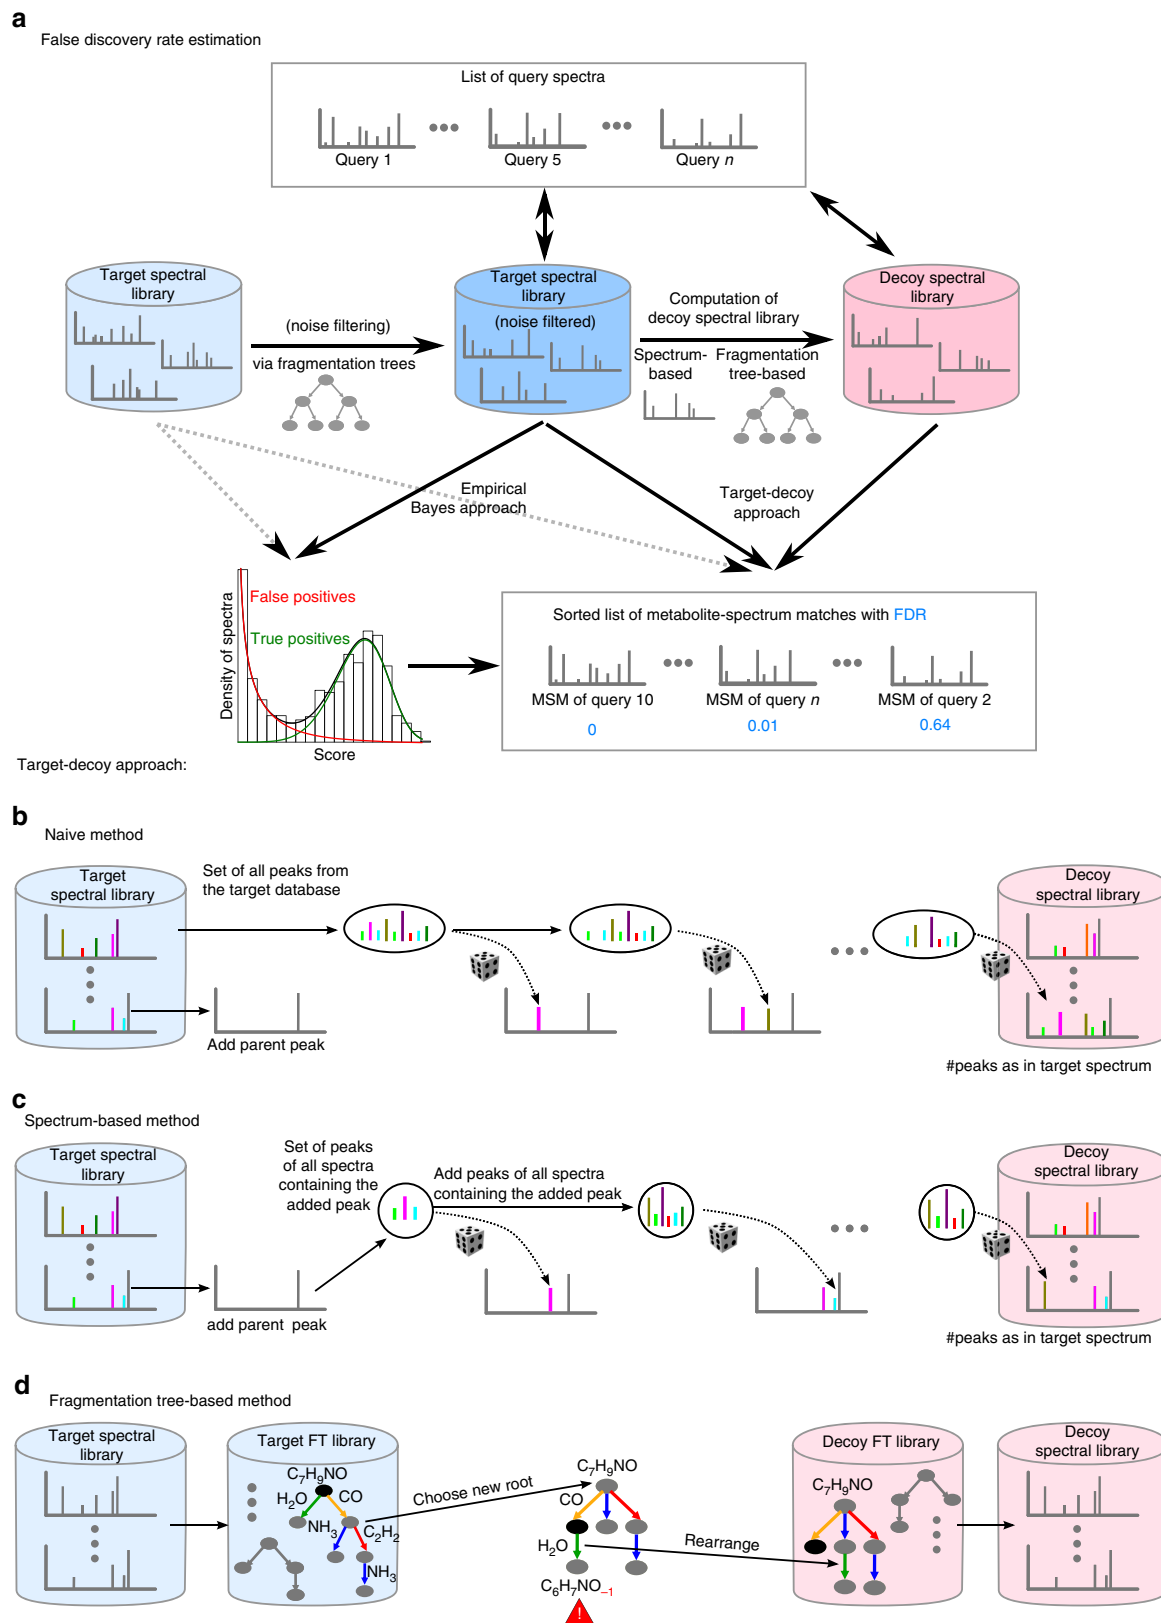 a
False discovery rate estimation
List of query spectra
Query 1
Query 5
Query n
Target spectral
library
Target spectral
library
(noise filtered)
Decoy spectral
library
(noise filtering)
via fragmentation trees
Computation of
decoy spectral library
Spectrum-
based
Fragmentation
tree-based
Empirical
Bayes approach
Target-decoy
approach
Density of spectra
False positives
True positives
Score
Sorted list of metabolite-spectrum matches with FDR
MSM of query 10
MSM of query n
MSM of query 2
0
0.01
0.64
Target-decoy approach:
b
Naive method
Target
spectral library
Set of all peaks from
the target database
Add parent peak
Decoy
spectral library
#peaks as in target spectrum
c
Spectrum-based method
Target spectral
library
Set of peaks
of all spectra
containing the
added peak
Add peaks of all spectra
containing the added peak
add parent peak
Decoy
spectral library
#peaks as in target spectrum
d
Fragmentation tree-based method
Target spectral
library
Target FT library
C₇H₉NO
H₂O
CO
NH₃
C₂H₂
NH₃
Choose new root
C₇H₉NO
CO
H₂O
C₆H₇NO₋₁
!
Rearrange
Decoy FT library
C₇H₉NO
Decoy
spectral library